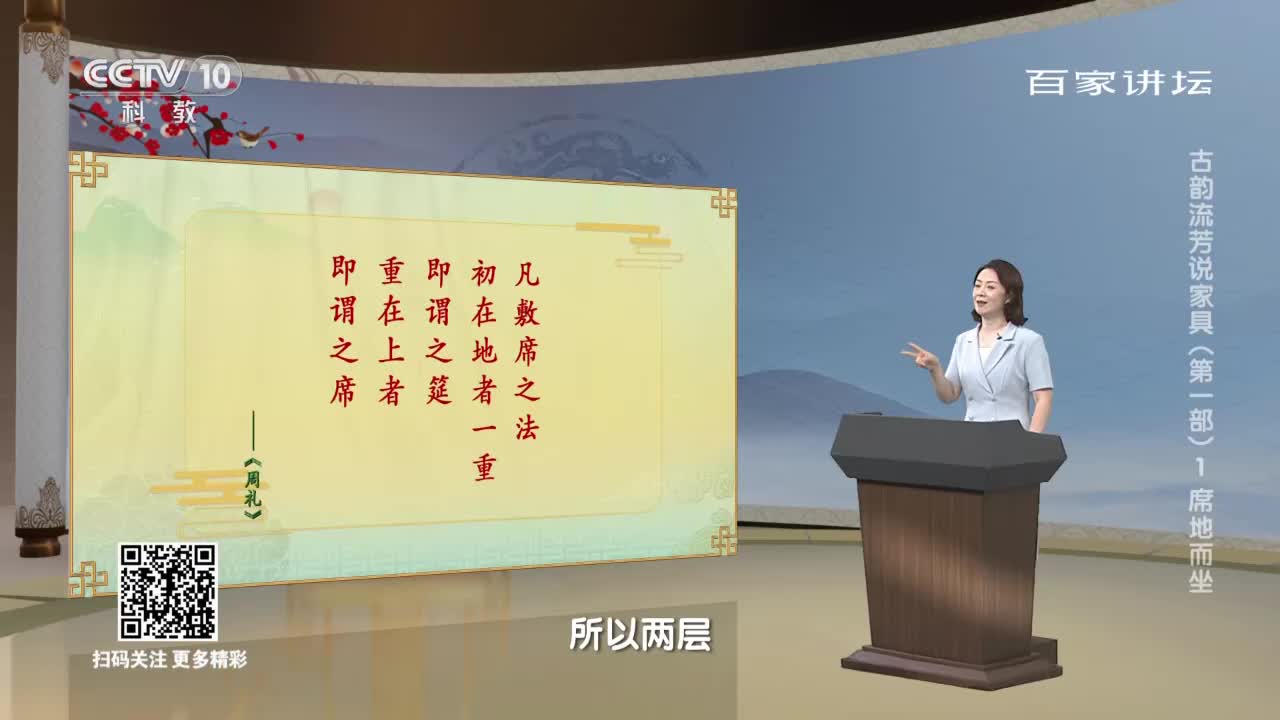 CCTV 10
科教
百家讲坛
古韵流芳说家具（第一部）1 席地而坐
凡敷席之法
初在地者一重
即谓之筵
重在上者
即谓之席
——《周礼》
扫码关注 更多精彩
所以两层